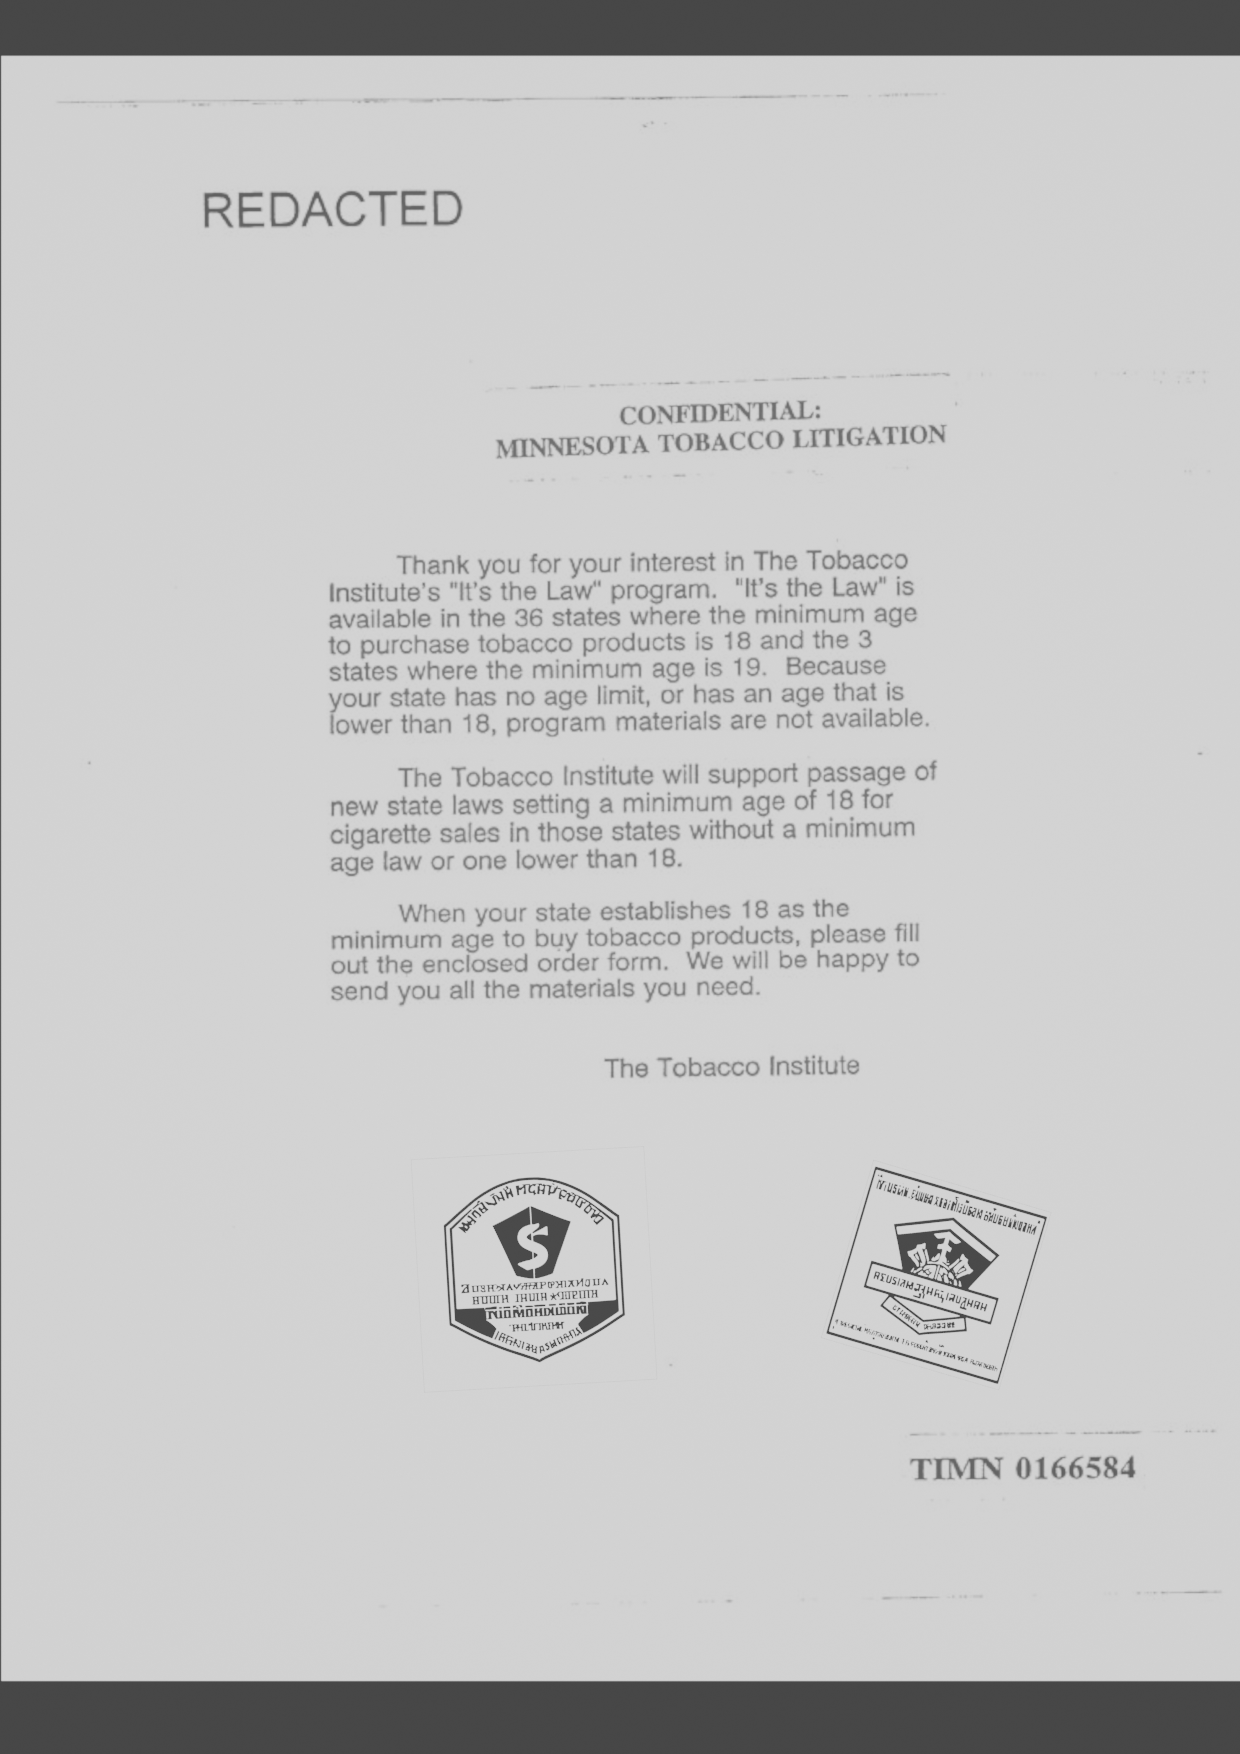 REDACTED
CONFIDENTIAL:
MINNESOTA TOBACCO LITIGATION
Thank you for your interest in The Tobacco
Institute's "It's the Law" program. "It's the Law" is
available in the 36 states where the minimum age
to purchase tobacco products is 18 and the 3
states where the minimum age is 19. Because
your state has no age limit, or has an age that is
lower than 18, program materials are not available.
The Tobacco Institute will support passage of
new state laws setting a minimum age of 18 for
cigarette sales in those states without a minimum
age law or one lower than 18.
When your state establishes 18 as the
minimum age to buy tobacco products, please fill
out the enclosed order form. We will be happy to
send you all the materials you need.
The Tobacco Institute
TIMN 0166584